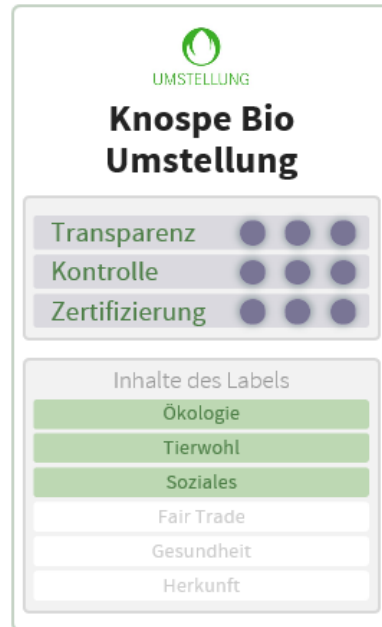 UMSTELLUNG
Knospe Bio
Umstellung
Transparenz
Kontrolle
Zertifizierung
Inhalte des Labels
Ökologie
Tierwohl
Soziales
Fair Trade
Gesundheit
Herkunft